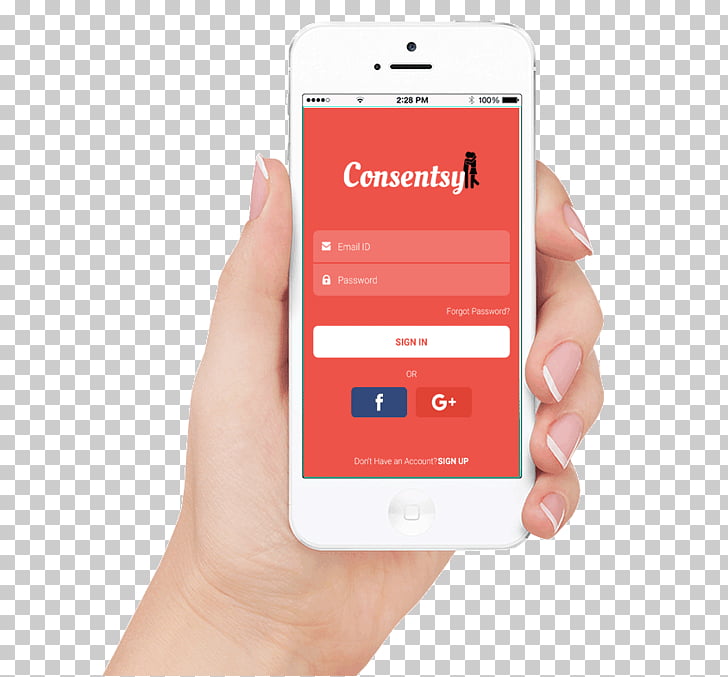 2:28 PM 100%
Consentsy
Email ID
Password
Forgot Password?
SIGN IN
OR
f G+
Don't Have an Account? SIGN UP